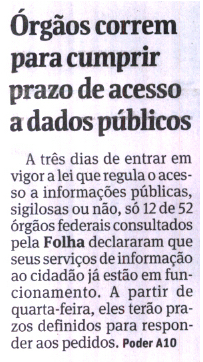 Órgãos correm
para cumprir
prazo de acesso
a dados públicos
A três dias de entrar em
vigor a lei que regula o aces-
so a informações públicas,
sigilosas ou não, só 12 de 52
órgãos federais consultados
pela Folha declararam que
seus serviços de informação
ao cidadão já estão em fun-
cionamento. A partir de
quarta-feira, eles terão pra-
zos definidos para respon-
der aos pedidos. Poder A10